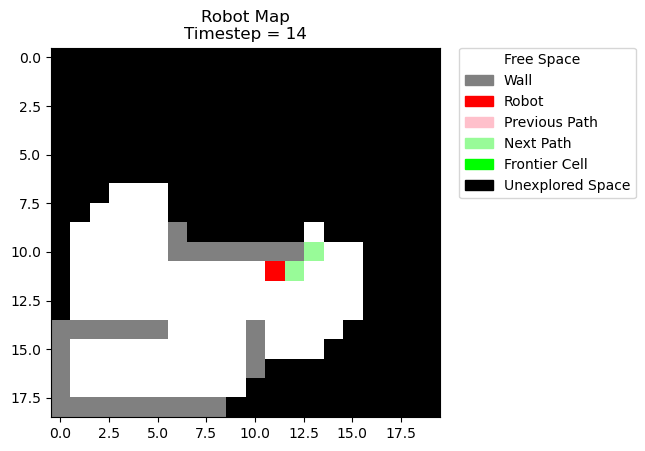 Robot Map
Timestep = 14
0.0
2.5
5.0
7.5
10.0
12.5
15.0
17.5
0.0
2.5
5.0
7.5
10.0
12.5
15.0
17.5
Free Space
Wall
Robot
Previous Path
Next Path
Frontier Cell
Unexplored Space